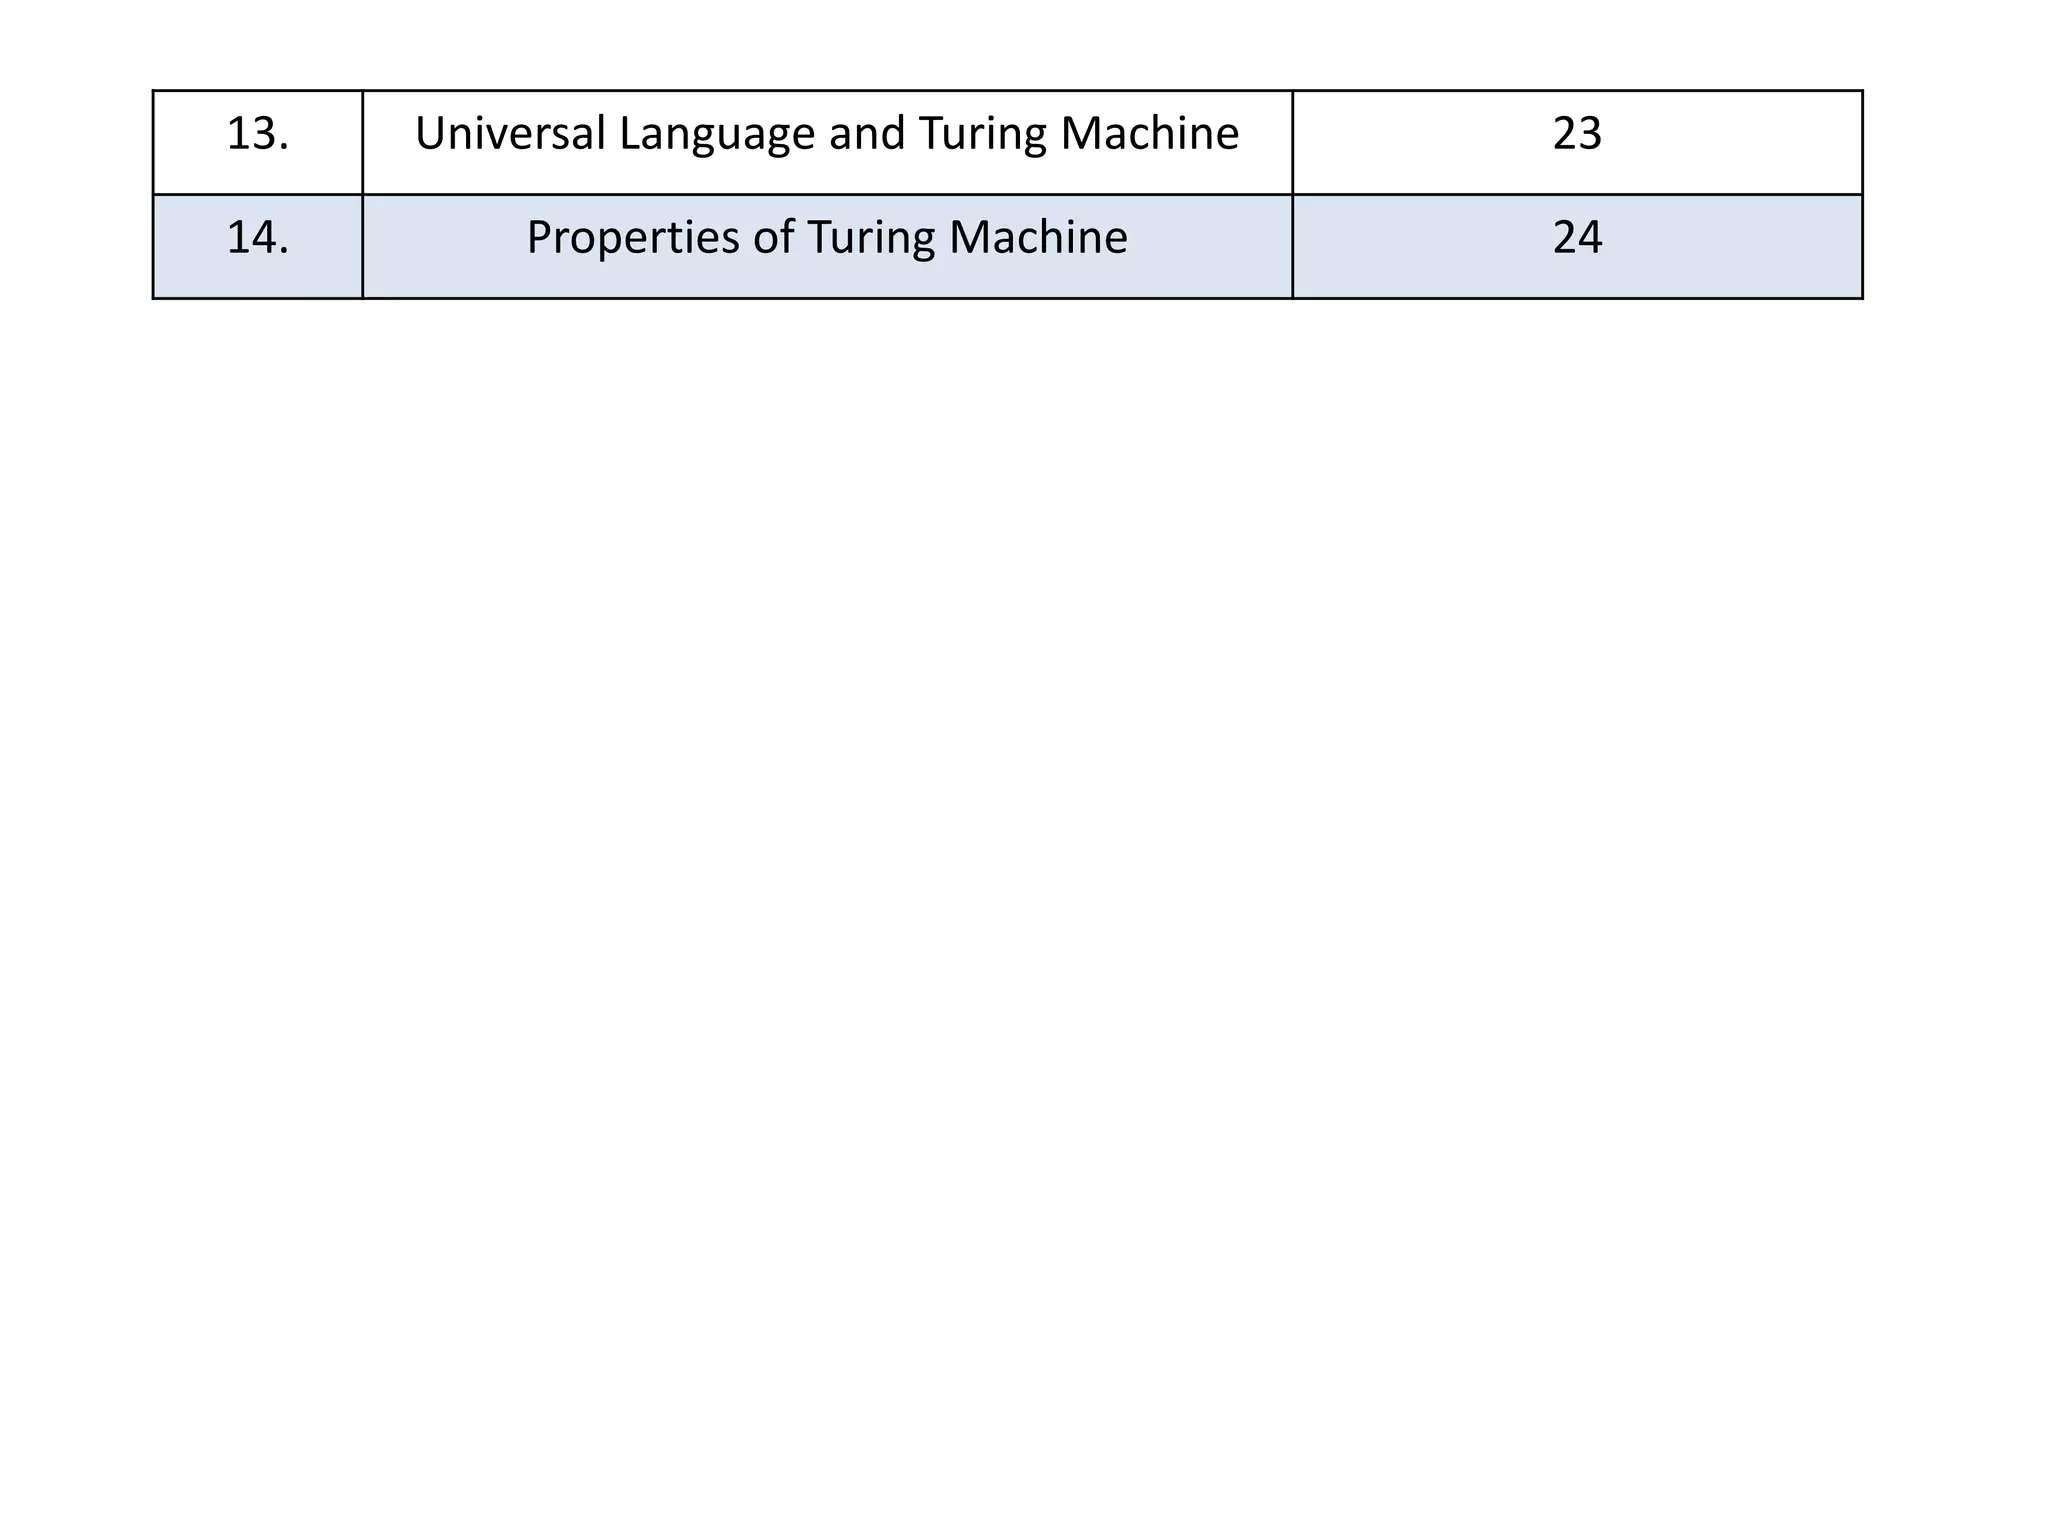 13. Universal Language and Turing Machine 23
14. Properties of Turing Machine 24